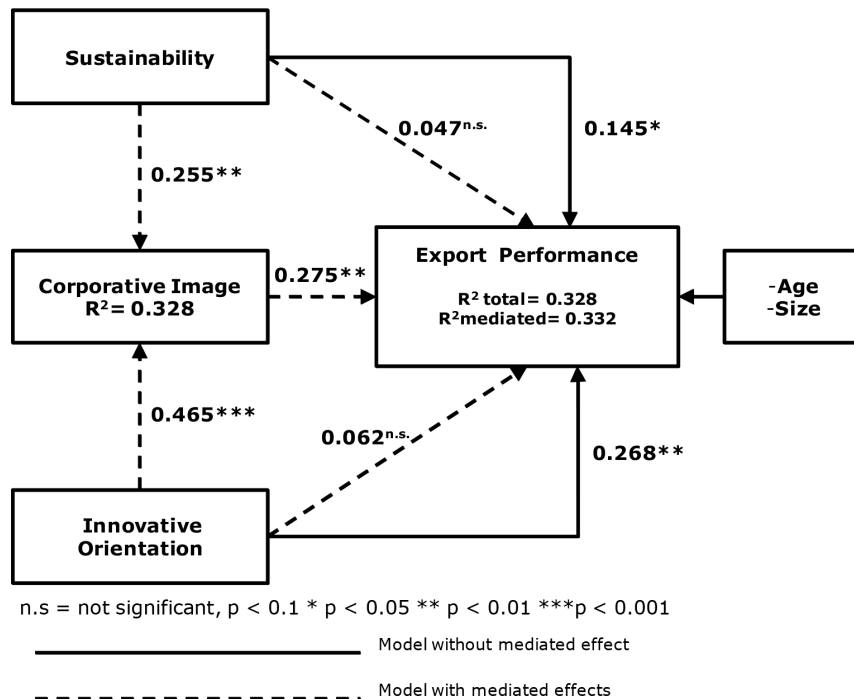 Sustainability
0.047n.s.
0.145*
0.255**
Export Performance
R² total= 0.328
R²mediated= 0.332
Corporative Image
R²= 0.328
0.275**
-Age
-Size
0.465***
0.062n.s.
0.268**
Innovative
Orientation
n.s = not significant, p < 0.1 * p < 0.05 ** p < 0.01 ***p < 0.001
Model without mediated effect
Model with mediated effects